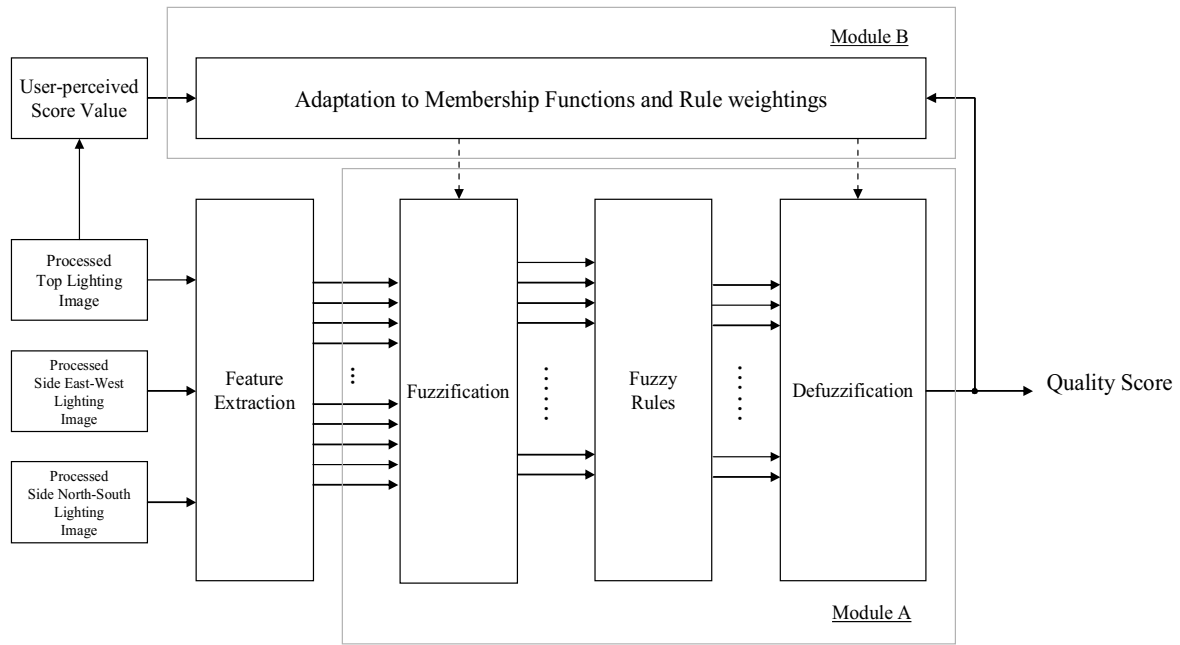 Module B
User-perceived
Score Value
Adaptation to Membership Functions and Rule weightings
Processed
Top Lighting
Image
Processed
Side East-West
Lighting
Image
Processed
Side North-South
Lighting
Image
Feature
Extraction
Fuzzification
Fuzzy
Rules
Defuzzification
Quality Score
Module A